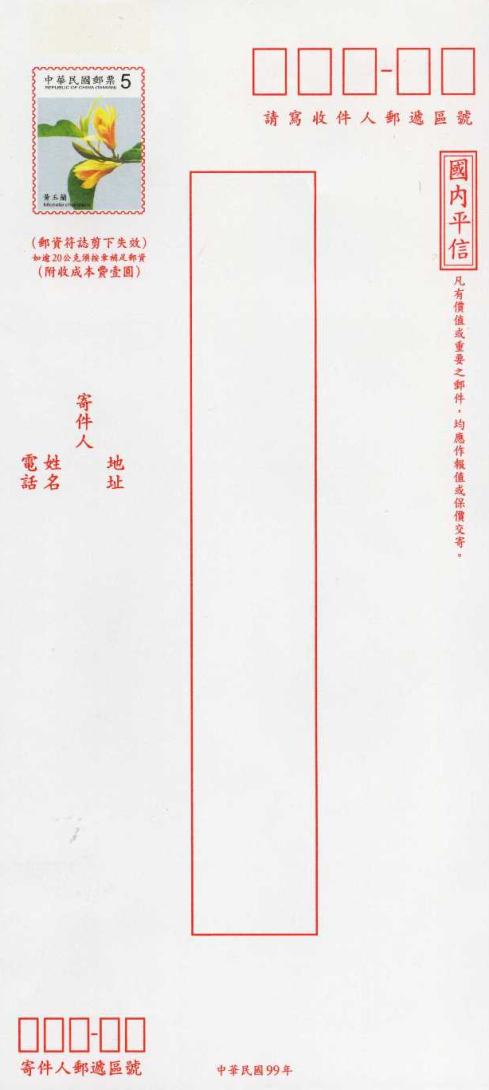 中華民國郵票 5
REPUBLIC OF CHINA (TAIWAN)
黃玉蘭
Michelia champaca
(郵資符誌剪下失效)
如逾20公克須按章補足郵資
(附收成本費壹圓)
請寫收件人郵遞區號
國內平信
凡有價值或重要之郵件，均應作報值或保價交寄。
寄件人
地址
姓名
電話
寄件人郵遞區號
中華民國99年